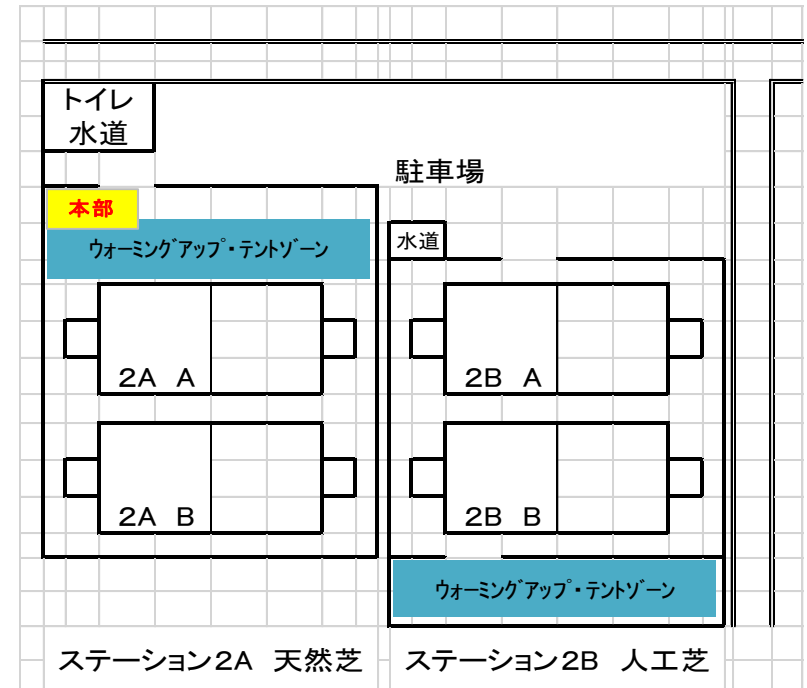 トイレ
水道
駐車場
本部
ウォーミングアップ・テントゾーン
水道
2A A
2B A
2A B
2B B
ウォーミングアップ・テントゾーン
ステーション2A 天然芝
ステーション2B 人工芝